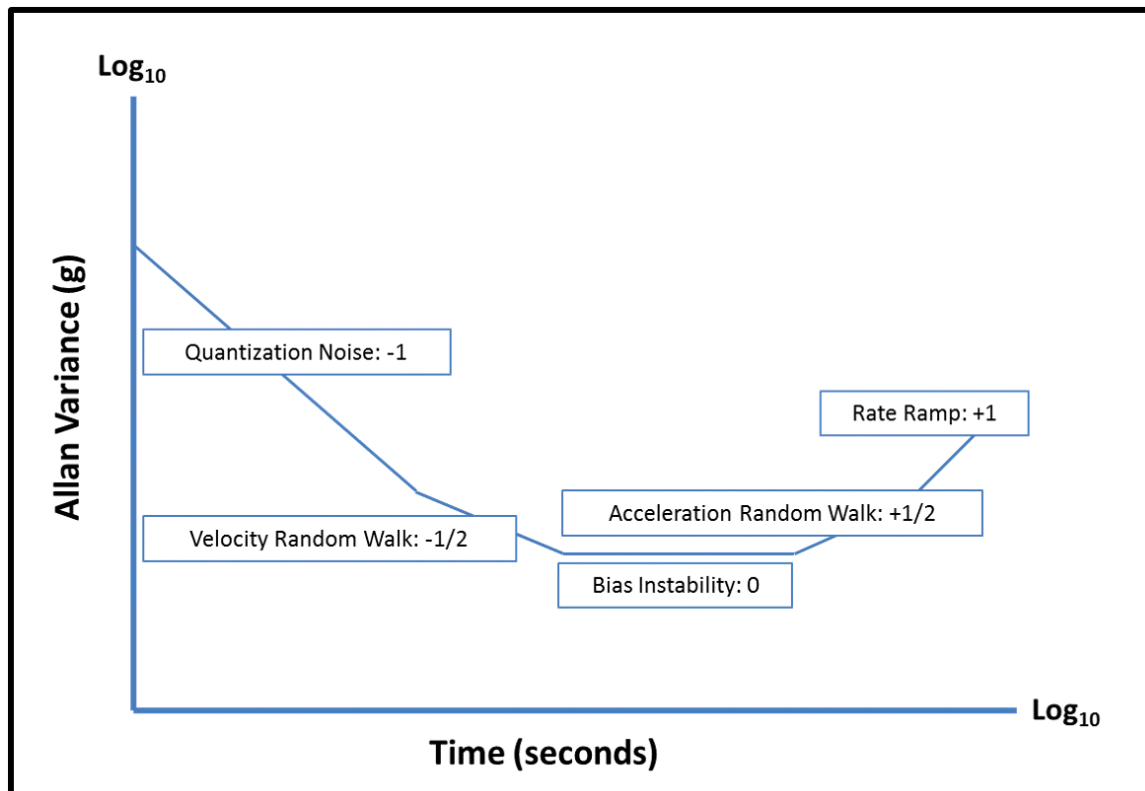 Log10
Allan Variance (g)
Quantization Noise: -1
Rate Ramp: +1
Acceleration Random Walk: +1/2
Velocity Random Walk: -1/2
Bias Instability: 0
Log10
Time (seconds)